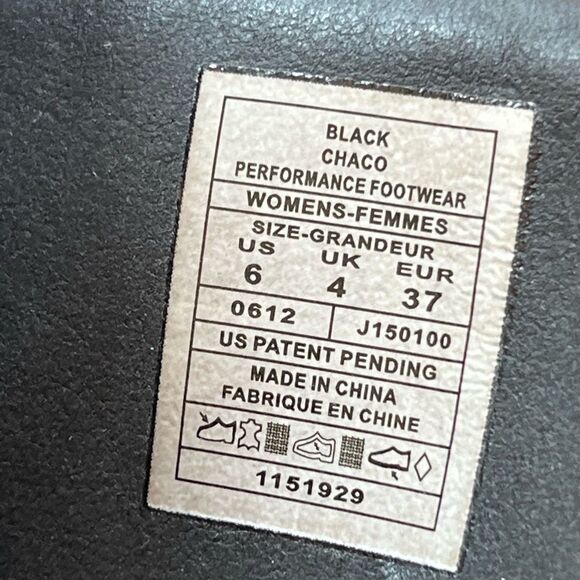 BLACK
CHACO
PERFORMANCE FOOTWEAR
WOMENS-FEMMES
SIZE-GRANDEUR
US UK EUR
6 4 37
0612 J150100
US PATENT PENDING
MADE IN CHINA
FABRIQUE EN CHINE
1151929